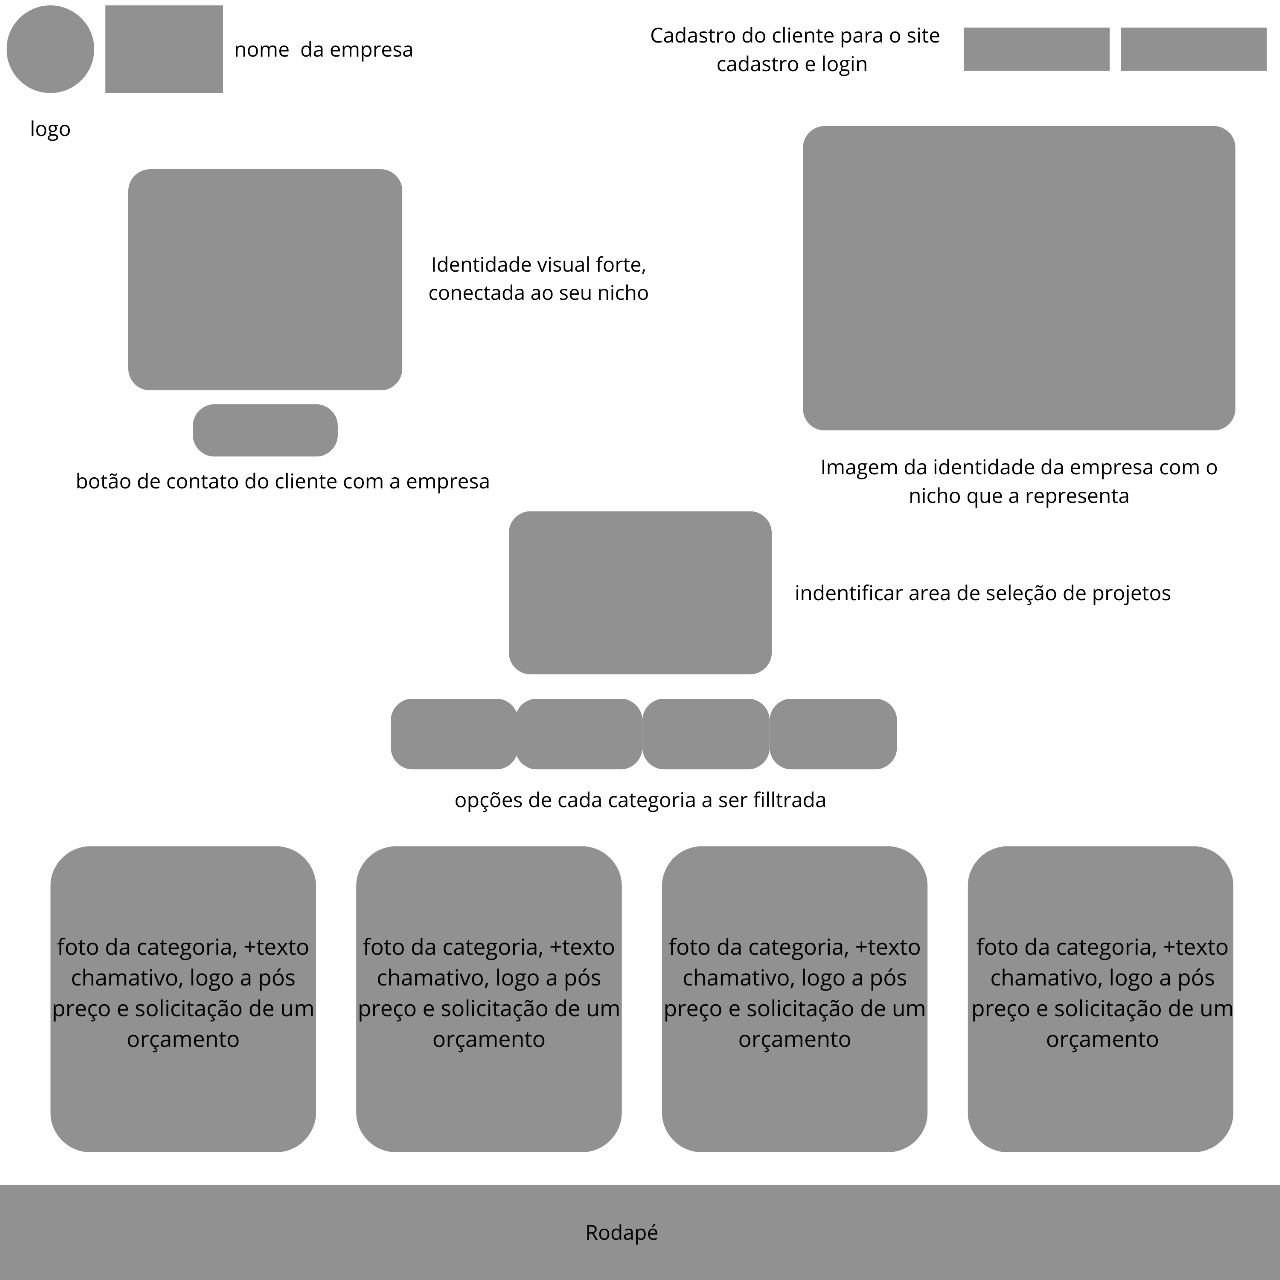 nome  da empresa
Cadastro do cliente para o site
cadastro e login
logo
Identidade visual forte,
conectada ao seu nicho
botão de contato do cliente com a empresa
Imagem da identidade da empresa com o
nicho que a representa
indentificar area de seleção de projetos
opções de cada categoria a ser filltrada
foto da categoria, +texto
chamativo, logo a pós
preço e solicitação de um
orçamento
foto da categoria, +texto
chamativo, logo a pós
preço e solicitação de um
orçamento
foto da categoria, +texto
chamativo, logo a pós
preço e solicitação de um
orçamento
foto da categoria, +texto
chamativo, logo a pós
preço e solicitação de um
orçamento
Rodapé